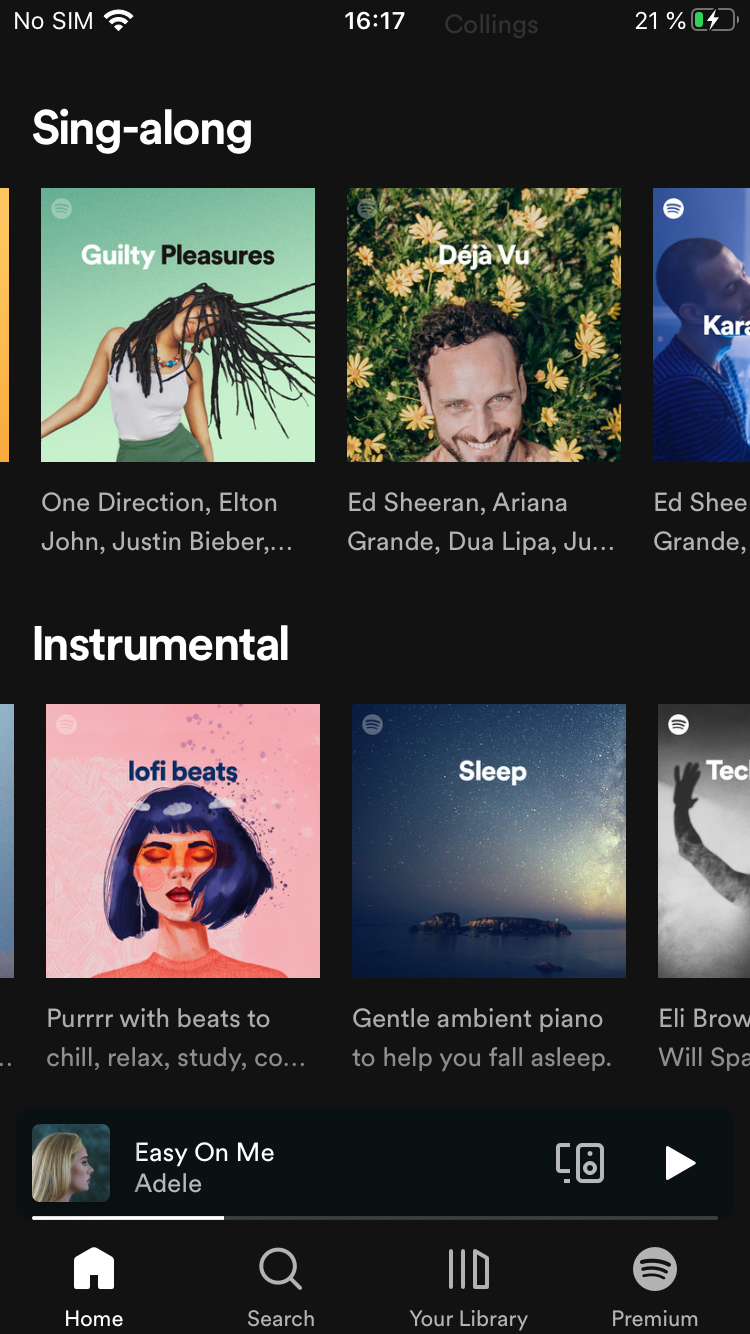 No SIM 16:17 21 %
Collings
Sing-along
Guilty Pleasures
Déjà Vu
Kara
One Direction, Elton
John, Justin Bieber,...
Ed Sheeran, Ariana
Grande, Dua Lipa, Ju...
Ed Shee
Grande,
Instrumental
lofi beats
Sleep
Tec
Purrrr with beats to
chill, relax, study, co...
Gentle ambient piano
to help you fall asleep.
Eli Brow
Will Spa
Easy On Me
Adele
Home Search Your Library Premium